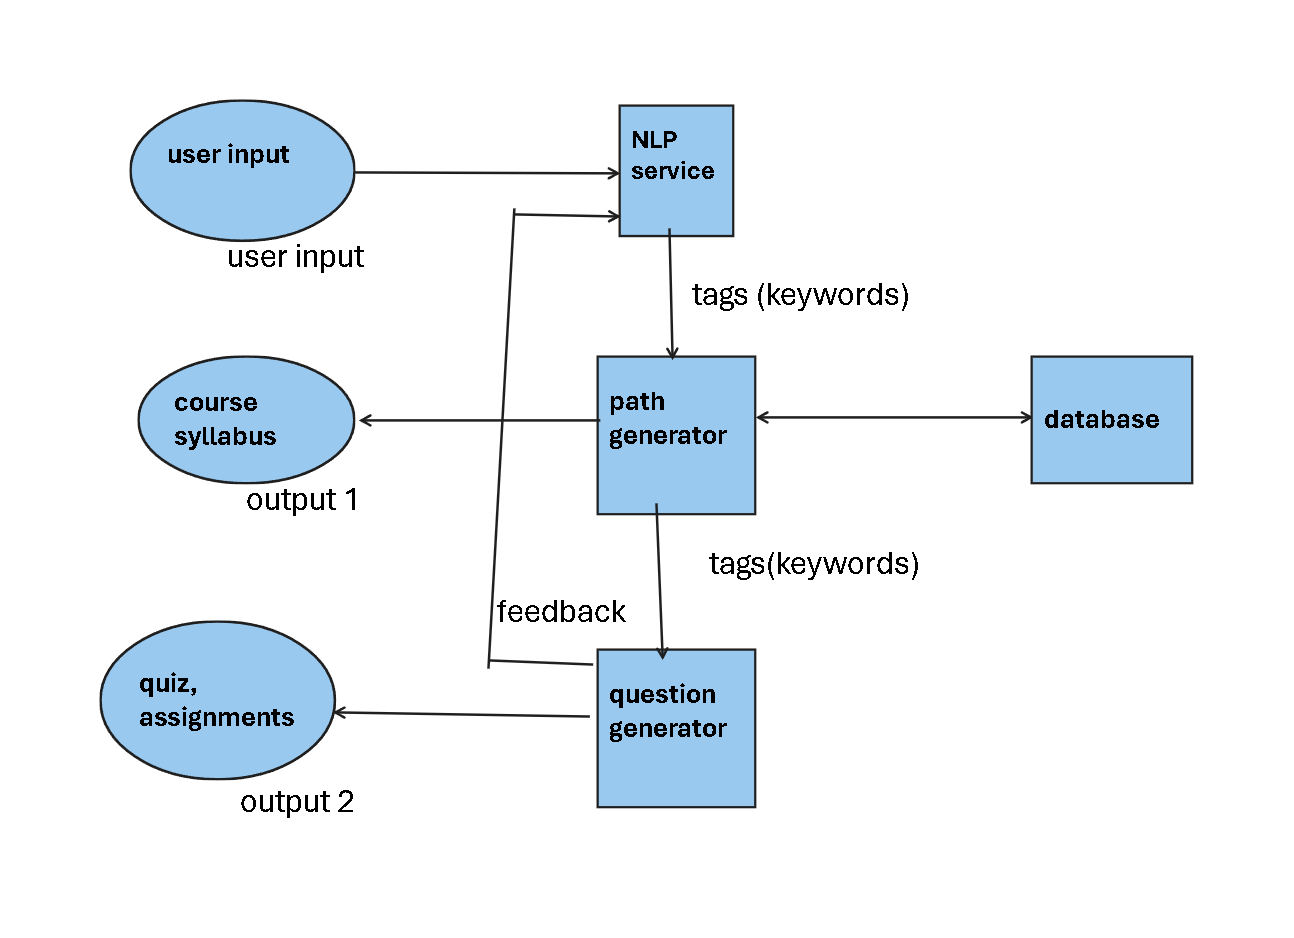 user input
NLP
service
user input
tags (keywords)
course
syllabus
path
generator
database
output 1
tags(keywords)
feedback
quiz,
assignments
question
generator
output 2